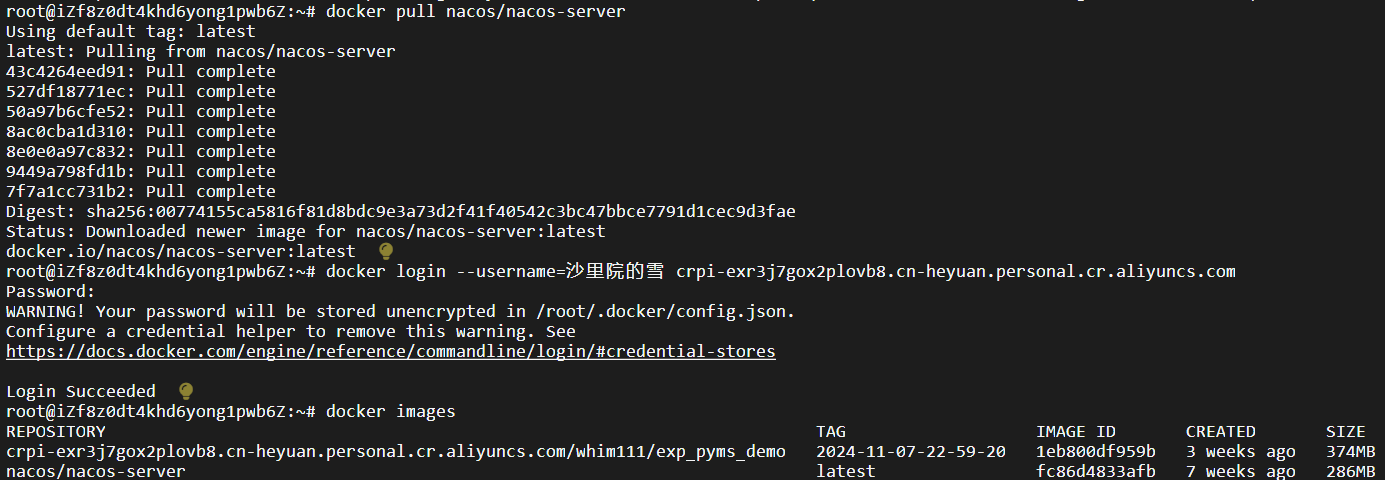 root@iZf8z0dt4khd6yong1pwb6Z:~# docker pull nacos/nacos-server
Using default tag: latest
latest: Pulling from nacos/nacos-server
43c4264eed91: Pull complete
527df18771ec: Pull complete
50a97b6cfe52: Pull complete
8ac0cba1d310: Pull complete
8e0e0a97c832: Pull complete
9449a798fd1b: Pull complete
7f7a1cc731b2: Pull complete
Digest: sha256:00774155ca5816f81d8bdc9e3a73d2f41f40542c3bc47bbce7791d1cec9d3fae
Status: Downloaded newer image for nacos/nacos-server:latest
docker.io/nacos/nacos-server:latest
root@iZf8z0dt4khd6yong1pwb6Z:~# docker login --username=沙里院的雪 crpi-exr3j7gox2plovb8.cn-heyuan.personal.cr.aliyuncs.com
Password:
WARNING! Your password will be stored unencrypted in /root/.docker/config.json.
Configure a credential helper to remove this warning. See
https://docs.docker.com/engine/reference/commandline/login/#credential-stores
Login Succeeded
root@iZf8z0dt4khd6yong1pwb6Z:~# docker images
REPOSITORY TAG IMAGE ID CREATED SIZE
crpi-exr3j7gox2plovb8.cn-heyuan.personal.cr.aliyuncs.com/whim111/exp_pyms_demo 2024-11-07-22-59-20 1eb800df959b 3 weeks ago 374MB
nacos/nacos-server latest fc86d4833afb 7 weeks ago 286MB